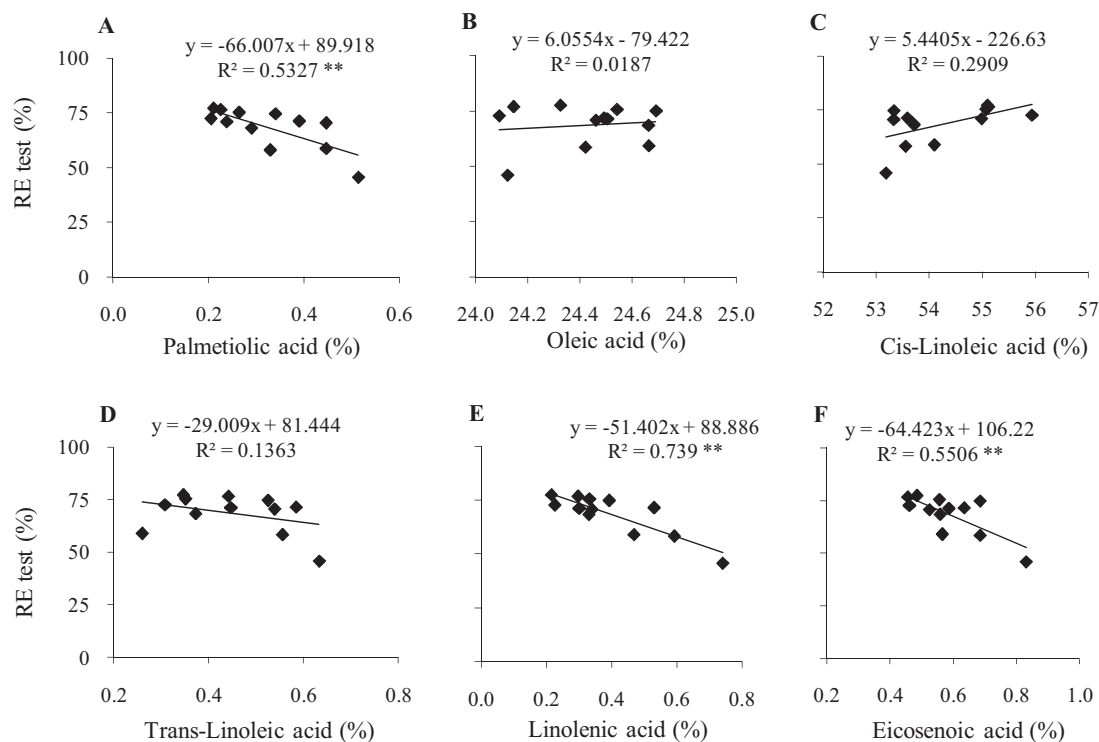 A
y = -66.007x + 89.918
R² = 0.5327 **
100
75
50
25
0
RE test (%)
0.0 0.2 0.4 0.6
Palmetiolic acid (%)
B
y = 6.0554x - 79.422
R² = 0.0187
24.0 24.2 24.4 24.6 24.8 25.0
Oleic acid (%)
C
y = 5.4405x - 226.63
R² = 0.2909
52 53 54 55 56 57
Cis-Linoleic acid (%)
D
y = -29.009x + 81.444
R² = 0.1363
100
75
50
25
0
RE test (%)
0.2 0.4 0.6 0.8
Trans-Linoleic acid (%)
E
y = -51.402x + 88.886
R² = 0.739 **
0.0 0.2 0.4 0.6 0.8
Linolenic acid (%)
F
y = -64.423x + 106.22
R² = 0.5506 **
0.2 0.4 0.6 0.8 1.0
Eicosenoic acid (%)